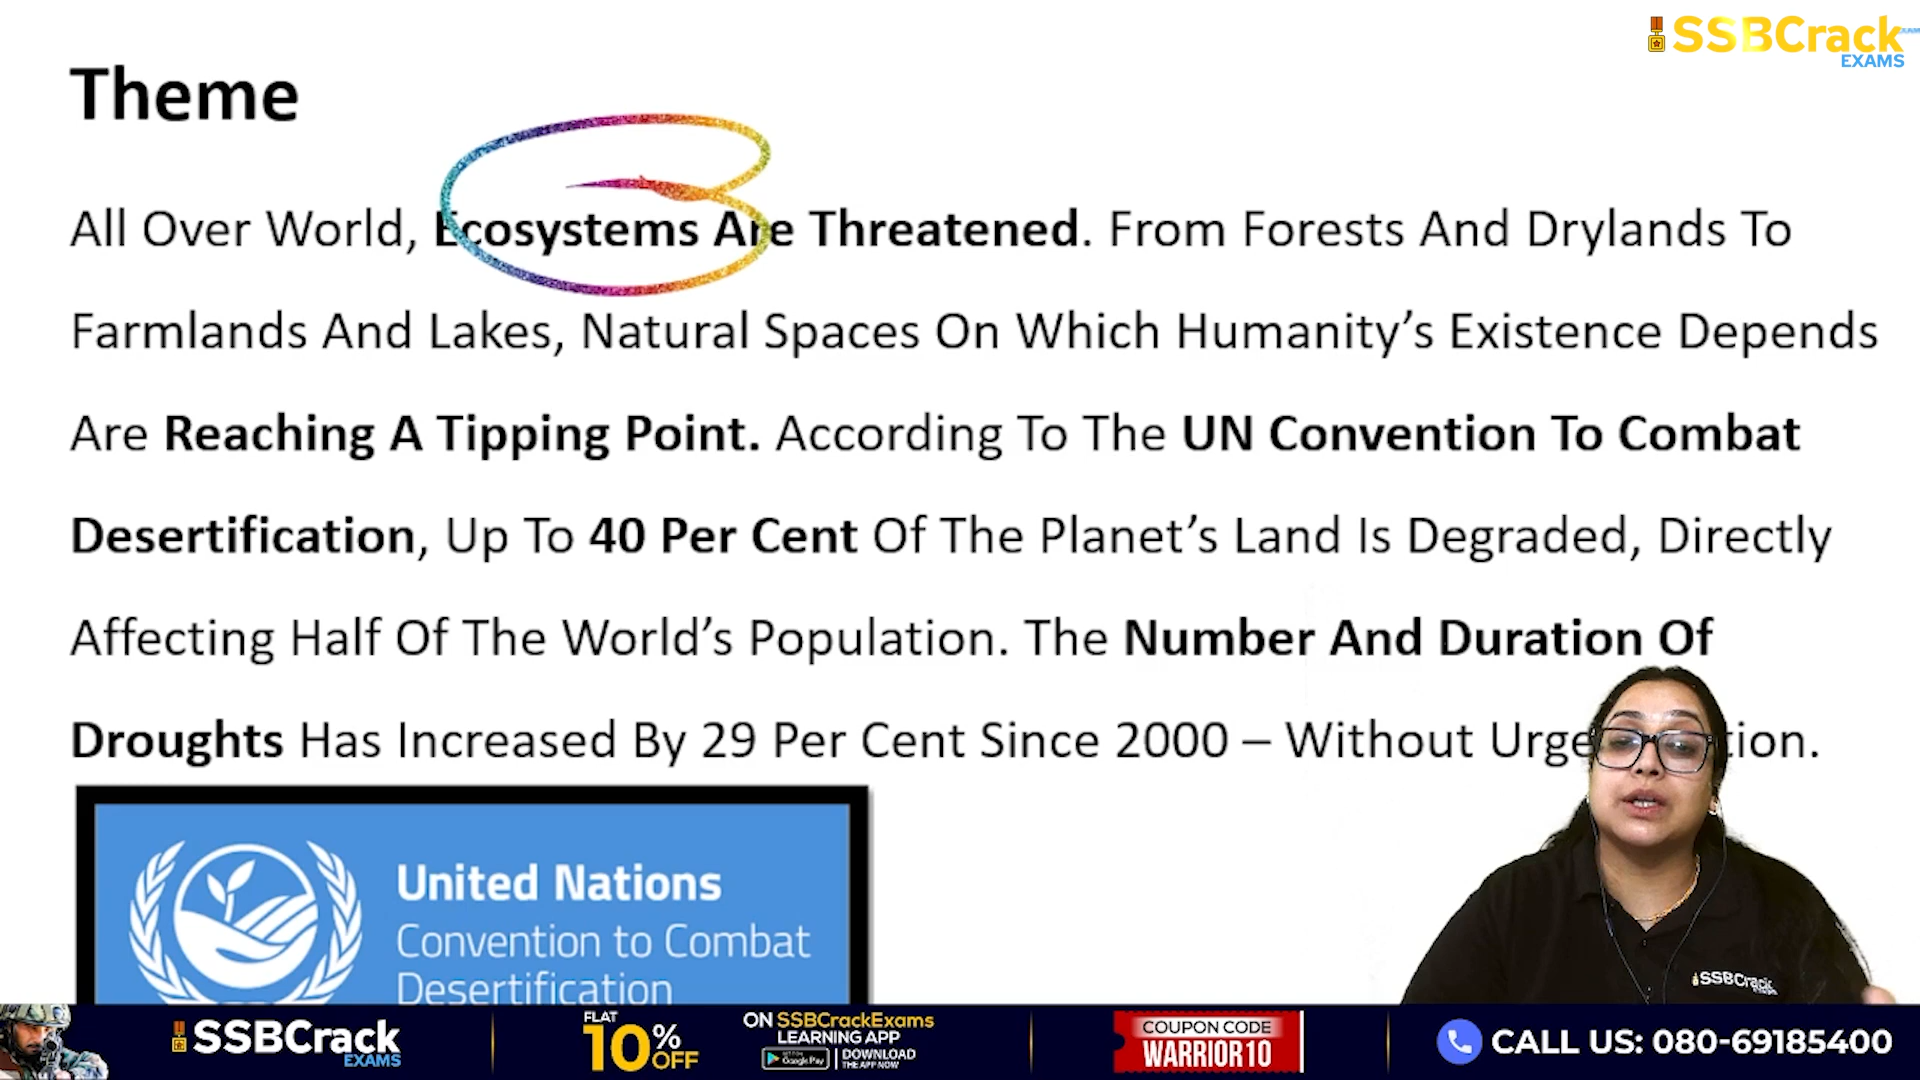 SSBCrack
EXAMS
Theme
All Over World, Ecosystems Are Threatened. From Forests And Drylands To
Farmlands And Lakes, Natural Spaces On Which Humanity’s Existence Depends
Are Reaching A Tipping Point. According To The UN Convention To Combat
Desertification, Up To 40 Per Cent Of The Planet’s Land Is Degraded, Directly
Affecting Half Of The World’s Population. The Number And Duration Of
Droughts Has Increased By 29 Per Cent Since 2000 – Without
United Nations
Convention to Combat
Desertification
SSBCrack
SSBCrack
EXAMS
FLAT
10% OFF
ON SSBCrackExams
LEARNING APP
Google Play
DOWNLOAD
THE APP NOW
COUPON CODE
WARRIOR10
CALL US: 080-69185400